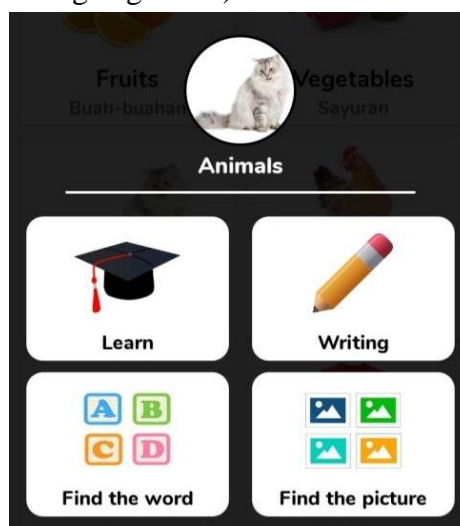 Fruits Vegetables
Buah-buahan Sayuran
Animals
Learn Writing
A B
C D
Find the word Find the picture